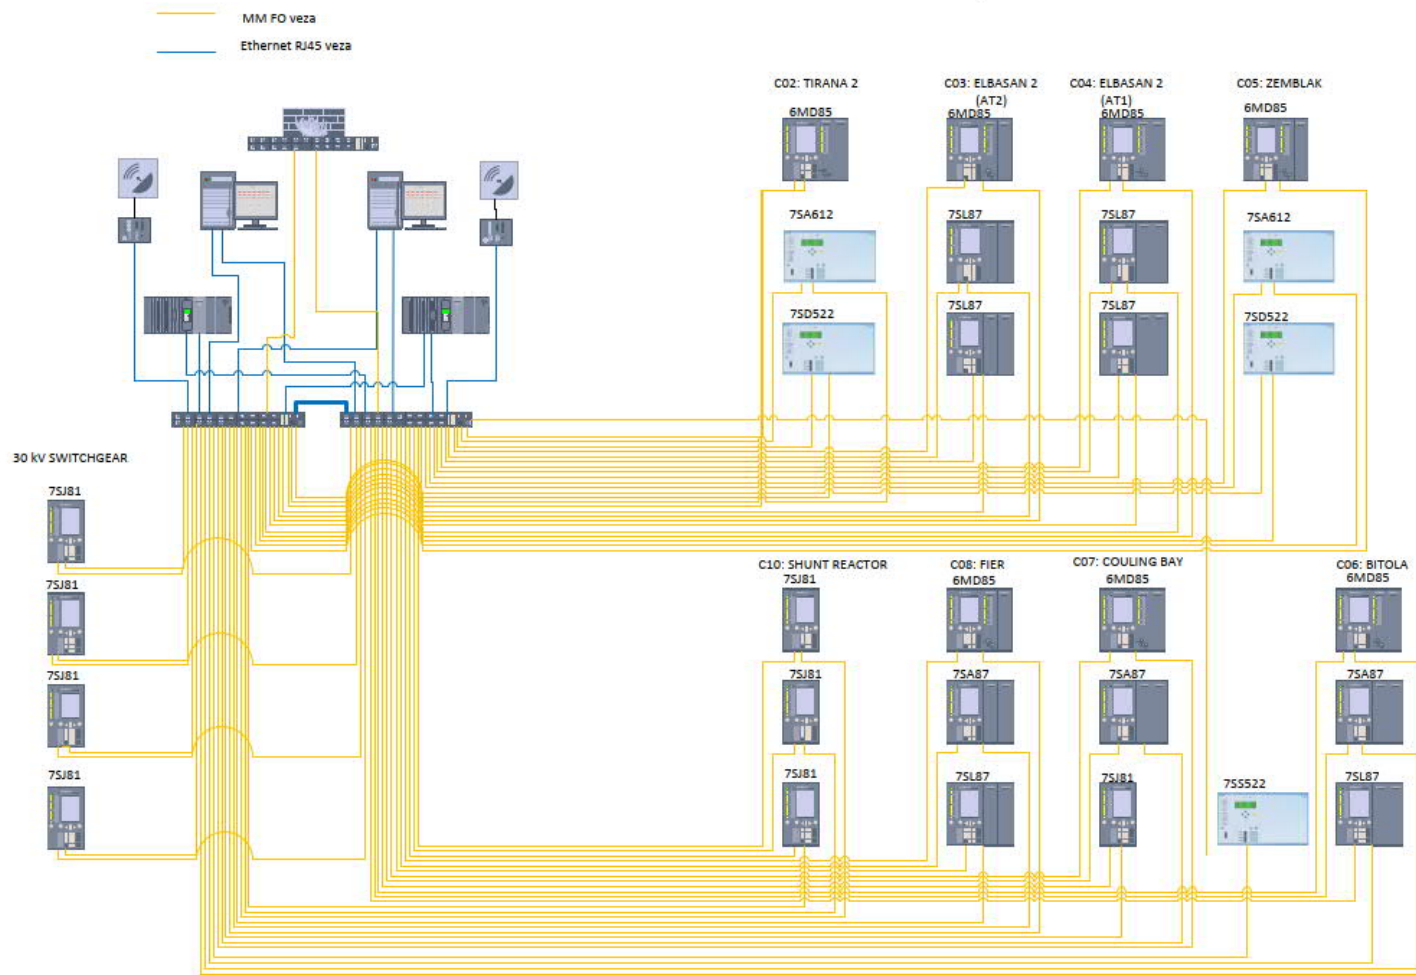 MM FO veza
Ethernet RJ45 veza
C02: TIRANA 2
6MD85
7SA612
7SD522
C03: ELBASAN 2
(AT2)
6MD85
7SL87
7SL87
C04: ELBASAN 2
(AT1)
6MD85
7SL87
7SL87
C05: ZEMBLAK
6MD85
7SA612
7SD522
30 kV SWITCHGEAR
7SJ81
7SJ81
7SJ81
7SJ81
C10: SHUNT REACTOR
7SJ81
7SJ81
7SJ81
C08: FIER
6MD85
7SA87
7SL87
C07: COULING BAY
6MD85
7SA87
7SJ81
7SS522
C06: BITOLA
6MD85
7SA87
7SL87